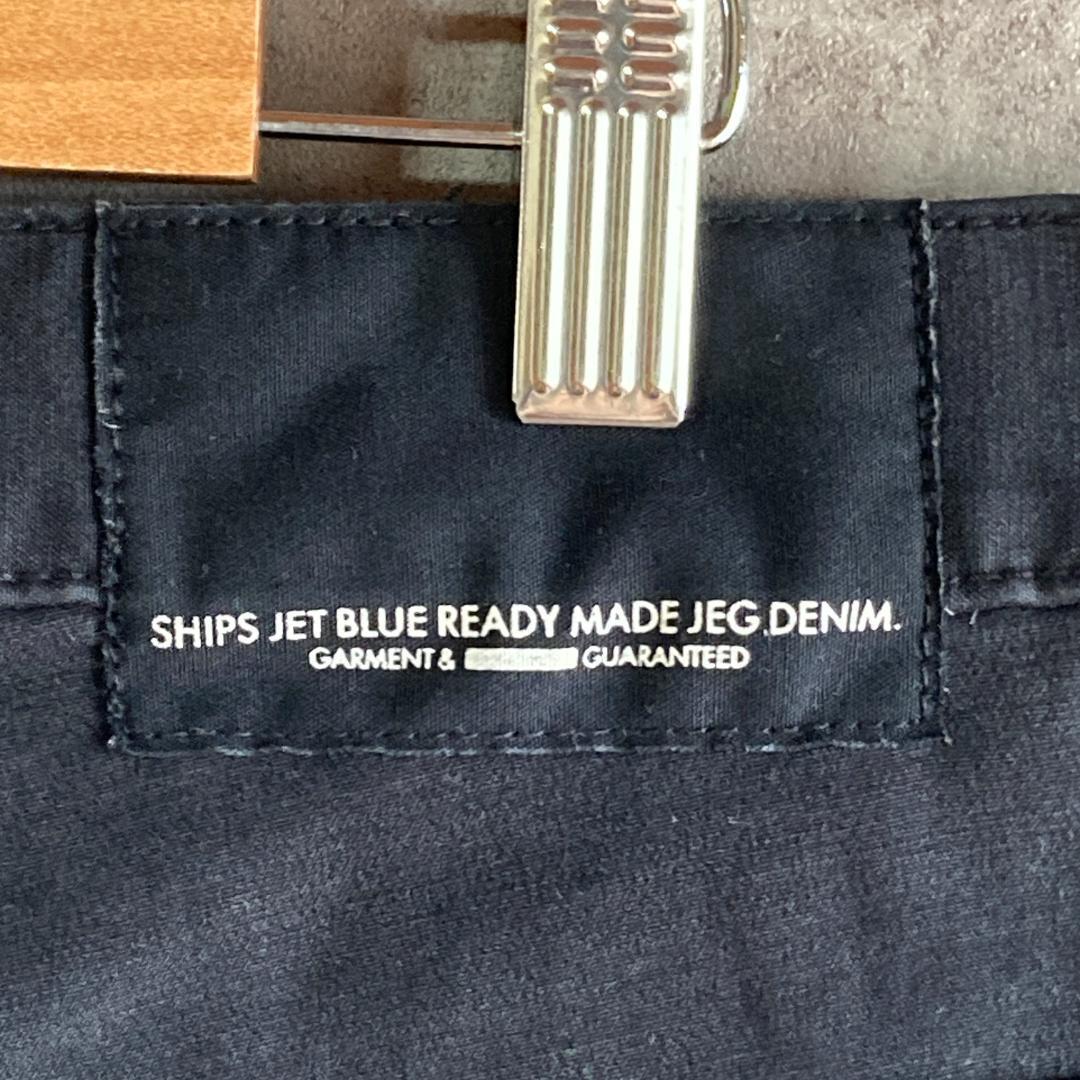 SHIPS JET BLUE READY MADE JEG.DENIM.
GARMENT & GUARANTEED